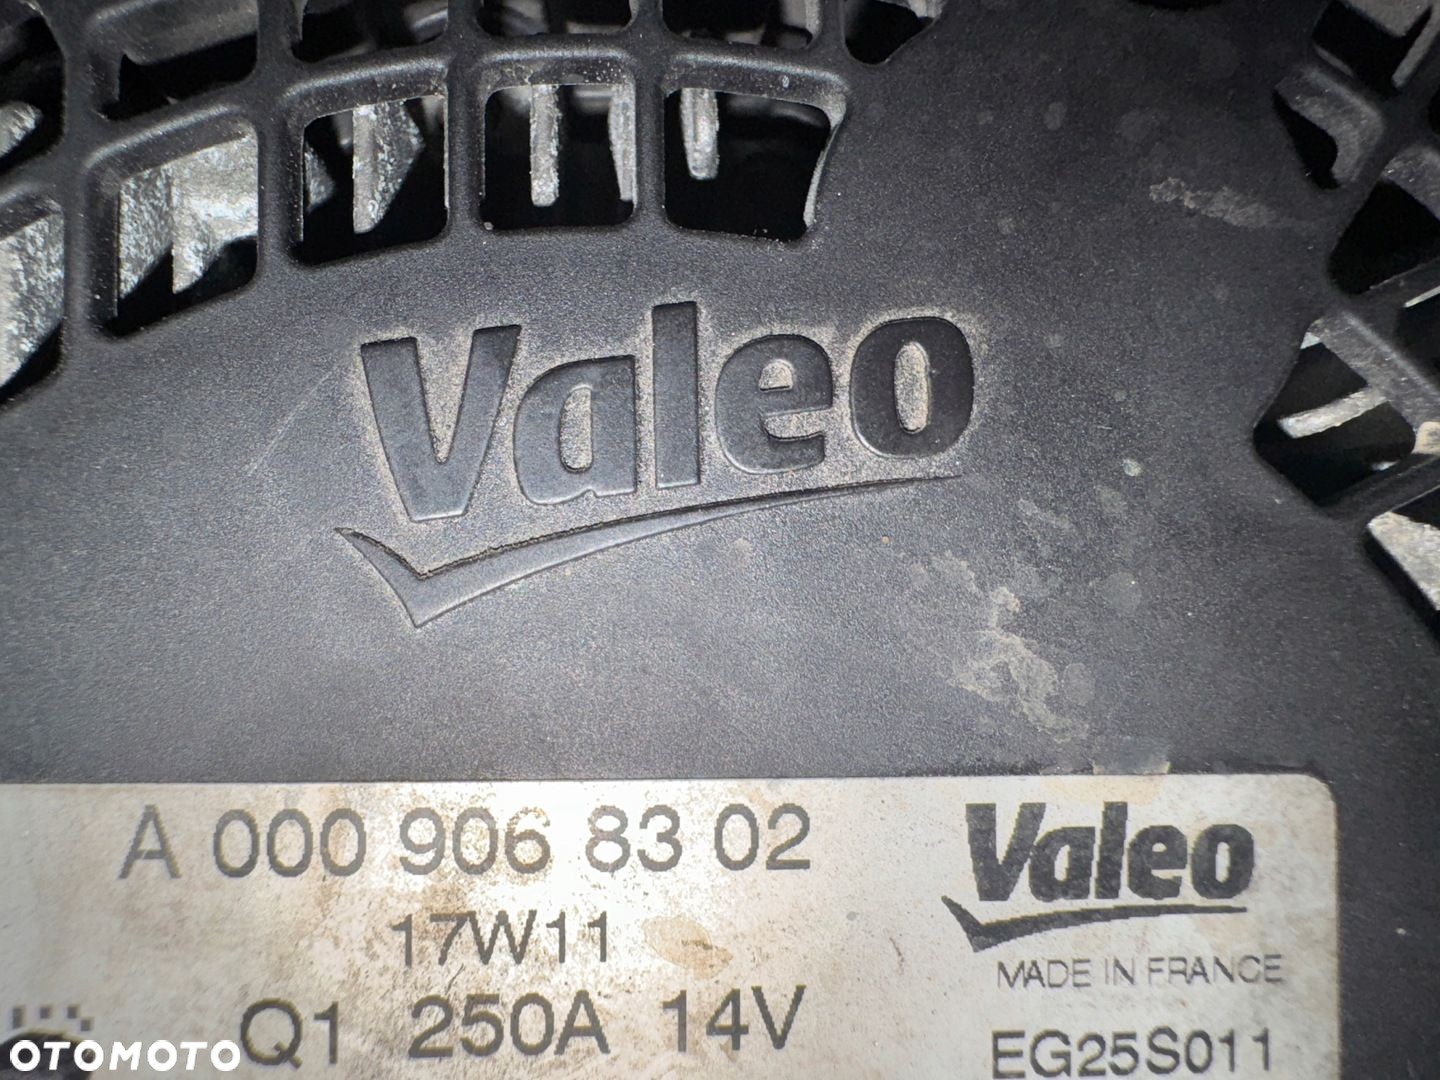 Valeo
A 000 906 83 02
17W11
Q1 250A 14V
Valeo
MADE IN FRANCE
EG25S011
OTOMOTO